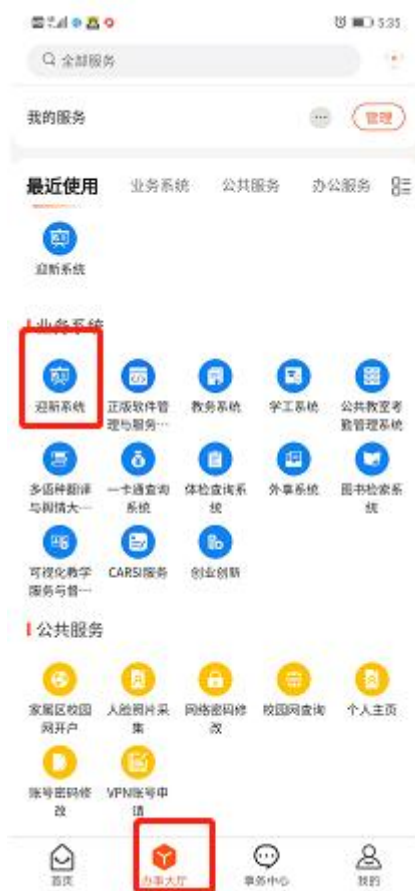 5:35
全部服务
我的服务
管理
最近使用 业务系统 公共服务 办公服务
迎新系统
业务系统
迎新系统 正版软件管 教务系统 学工系统 公共教室考
理与服务… 勤管理系统
多语种翻译 一卡通查询 体检查询系 外事系统 图书检索系
与舆情大… 系统 统 统
可视化教学 CARSI服务 创业创新
服务与督…
公共服务
家属区校园 人脸照片采 网络密码修 校园网查询 个人主页
网开户 集 改
账号密码修 VPN账号申
改 请
首页 办事大厅 事务中心 我的